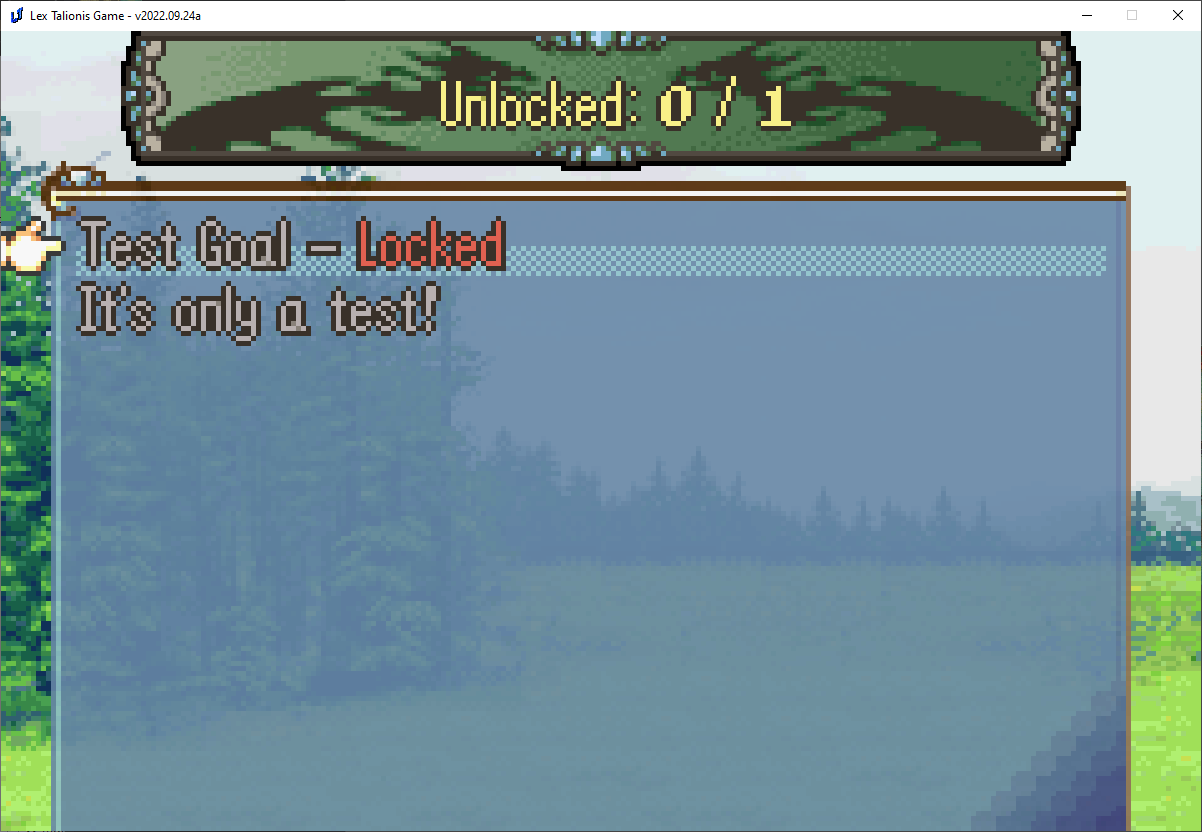 Lex Talionis Game - v2022.09.24a
Unlocked: 0 / 1
Test Goal - Locked
It's only a test!